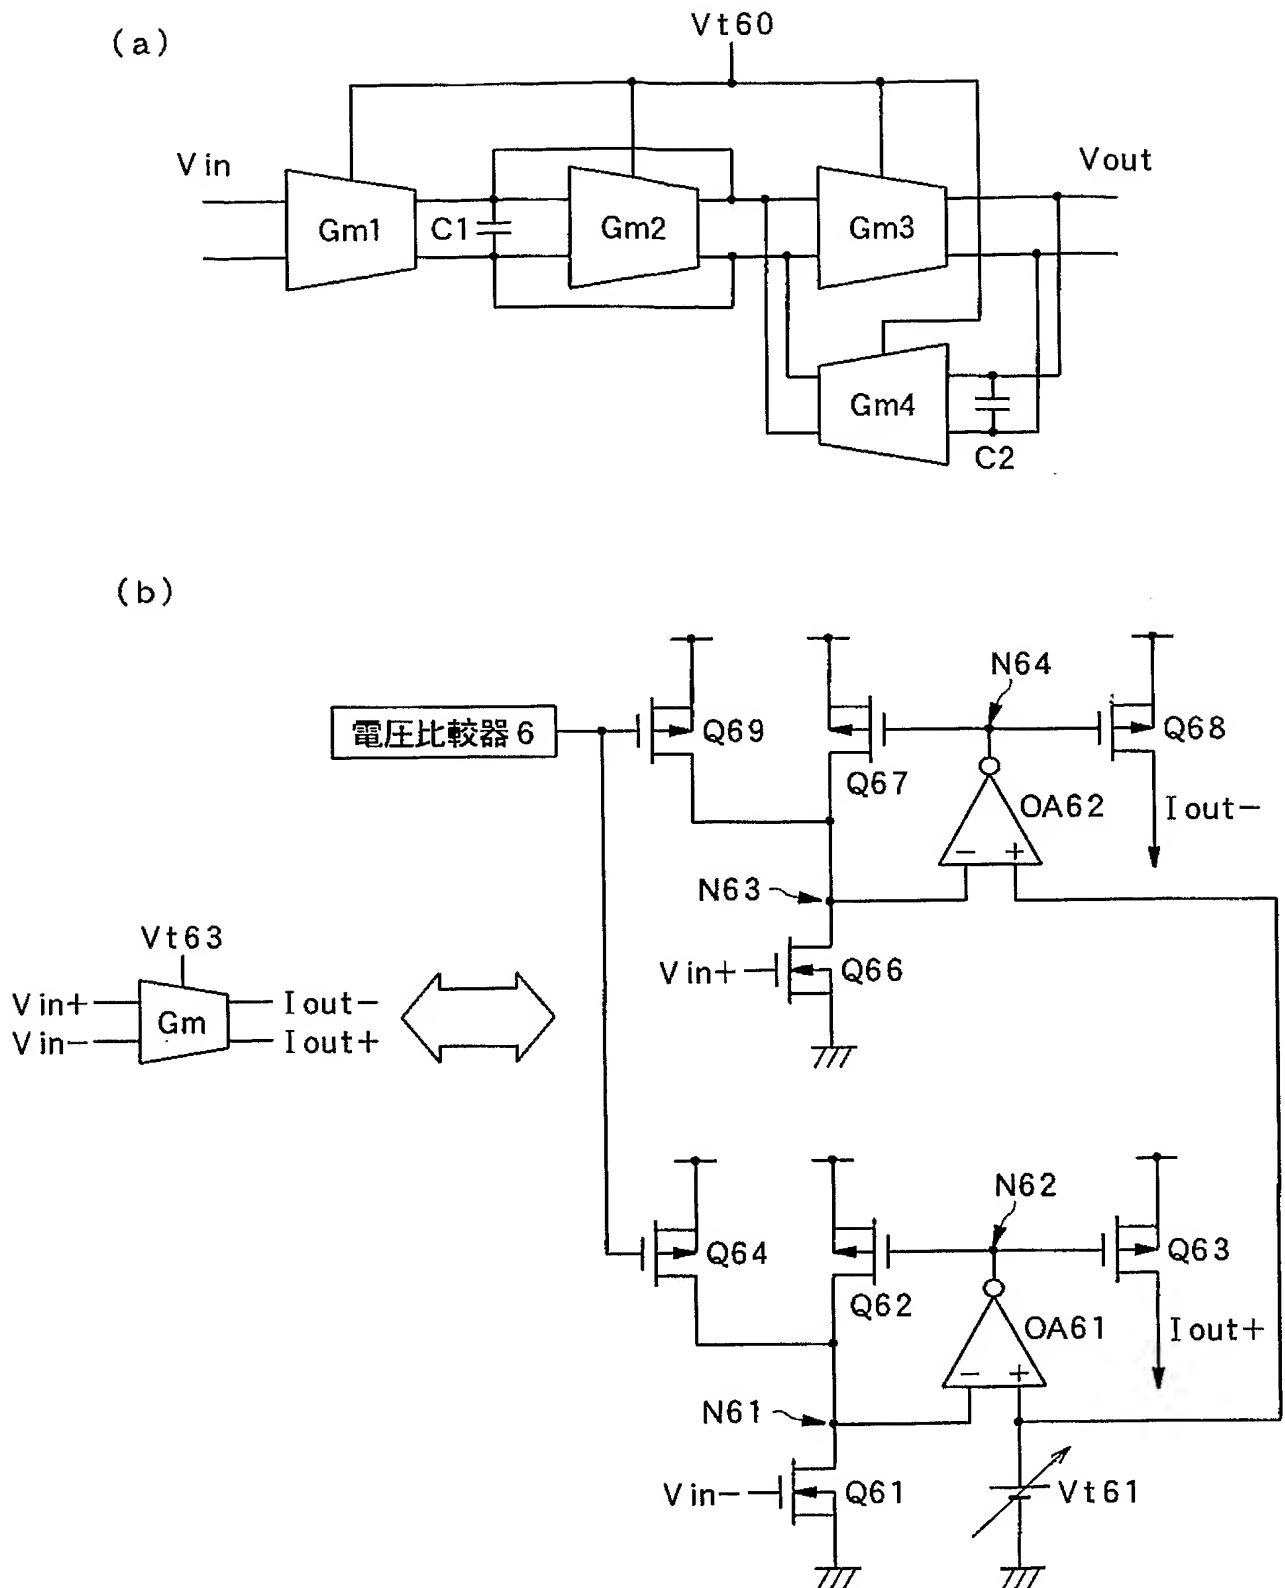 (a)
Vt60
Vin
Vout
Gm1
C1
Gm2
Gm3
Gm4
C2
(b)
N64
電圧比較器6
Q69
Q68
Q67
OA62
Iout−
− +
N63
Vt63
Vin+
Q66
Vin+
Iout−
Gm
Vin−
Iout+
N62
Q64
Q63
Q62
OA61
Iout+
− +
N61
Vin−
Q61
Vt61